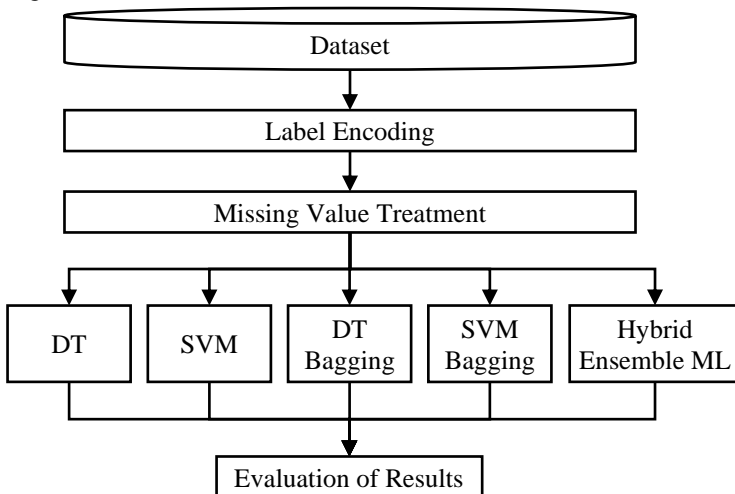 Dataset
Label Encoding
Missing Value Treatment
DT
SVM
DT
Bagging
SVM
Bagging
Hybrid
Ensemble ML
Evaluation of Results